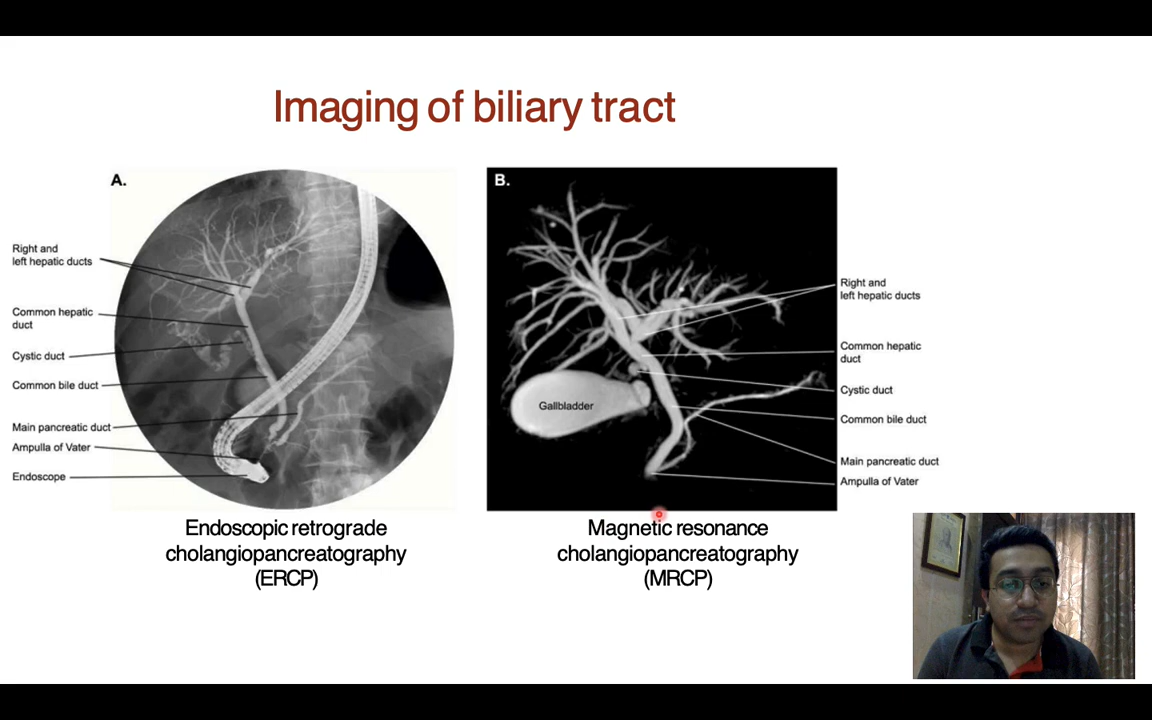 Imaging of biliary tract
A.
Right and
left hepatic ducts
Common hepatic
duct
Cystic duct
Common bile duct
Main pancreatic duct
Ampulla of Vater
Endoscope
Endoscopic retrograde
cholangiopancreatography
(ERCP)
B.
Gallbladder
Right and
left hepatic ducts
Common hepatic
duct
Cystic duct
Common bile duct
Main pancreatic duct
Ampulla of Vater
Magnetic resonance
cholangiopancreatography
(MRCP)